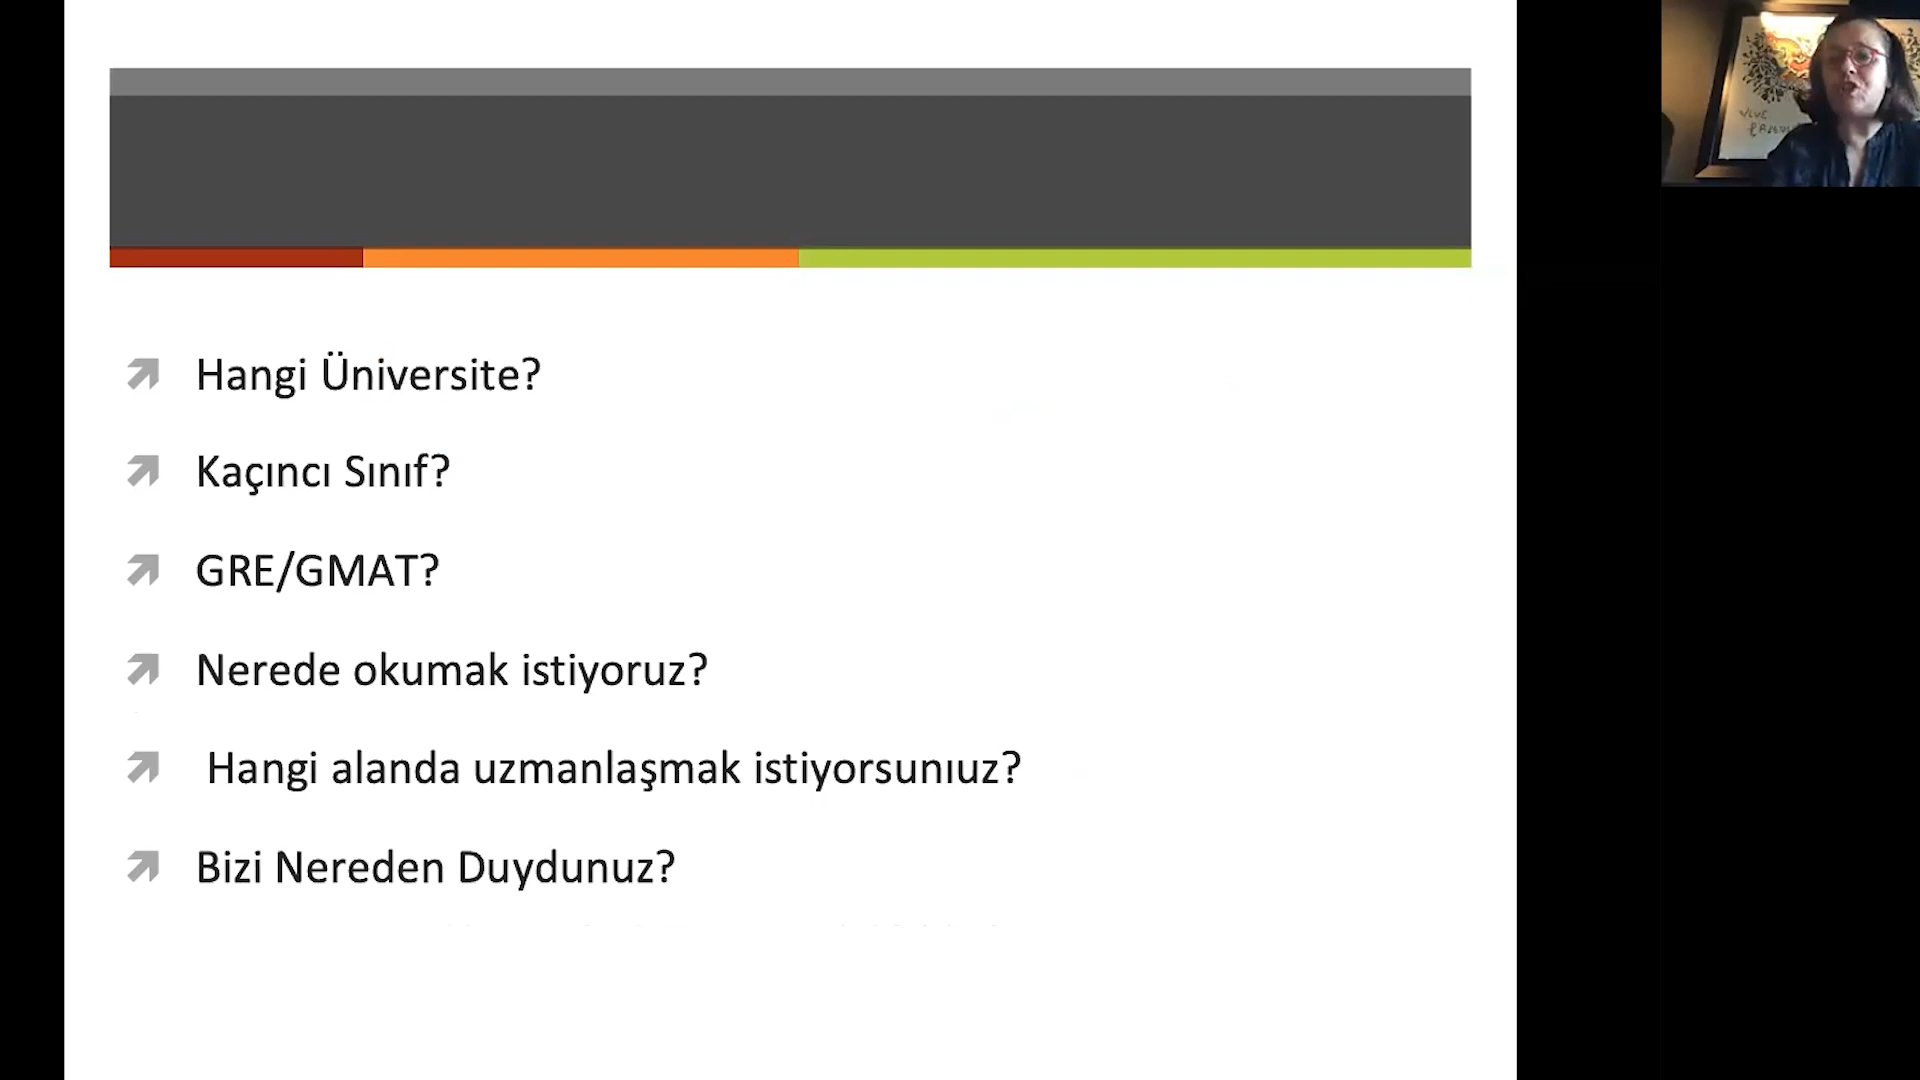 Hangi Üniversite?
Kaçıncı Sınıf?
GRE/GMAT?
Nerede okumak istiyoruz?
Hangi alanda uzmanlaşmak istiyorsunıuz?
Bizi Nereden Duydunuz?